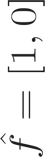 f̂ = [1, 0]